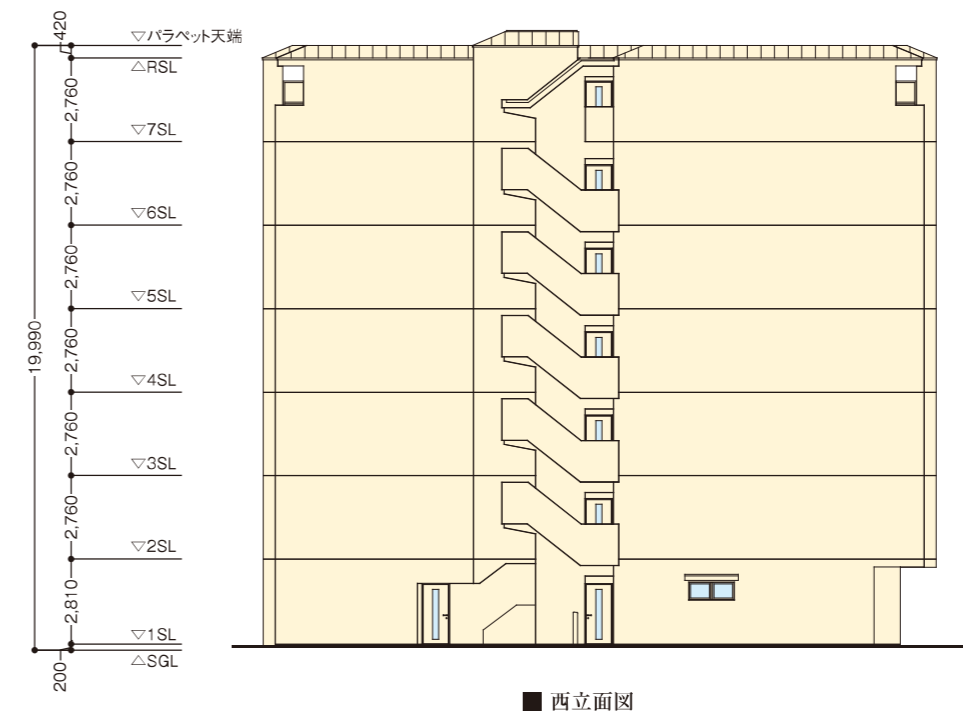 420
▽パラペット天端
△RSL
2,760
▽7SL
2,760
▽6SL
2,760
▽5SL
2,760
19,990
▽4SL
2,760
▽3SL
2,760
▽2SL
2,810
▽1SL
△SGL
200
■ 西立面図